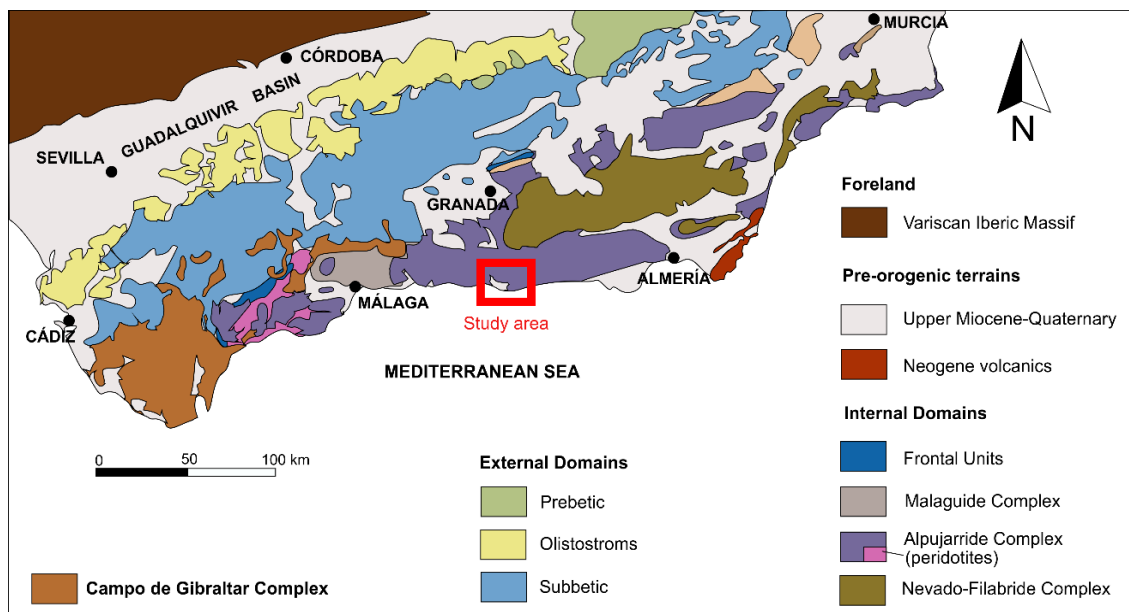 MURCIA
CÓRDOBA
GUADALQUIVIR BASIN
SEVILLA
N
GRANADA
ALMERÍA
MÁLAGA
Study area
CÁDIZ
MEDITERRANEAN SEA
0 50 100 km
Campo de Gibraltar Complex
External Domains
Prebetic
Olistostroms
Subbetic
Foreland
Variscan Iberic Massif
Pre-orogenic terrains
Upper Miocene-Quaternary
Neogene volcanics
Internal Domains
Frontal Units
Malaguide Complex
Alpujarride Complex
(peridotites)
Nevado-Filabride Complex